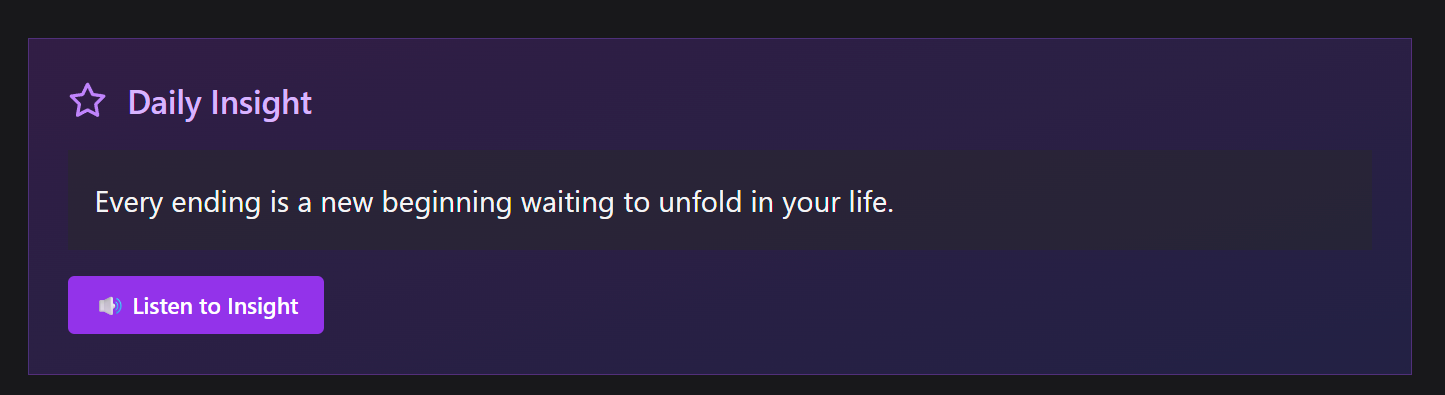 Daily Insight
Every ending is a new beginning waiting to unfold in your life.
Listen to Insight